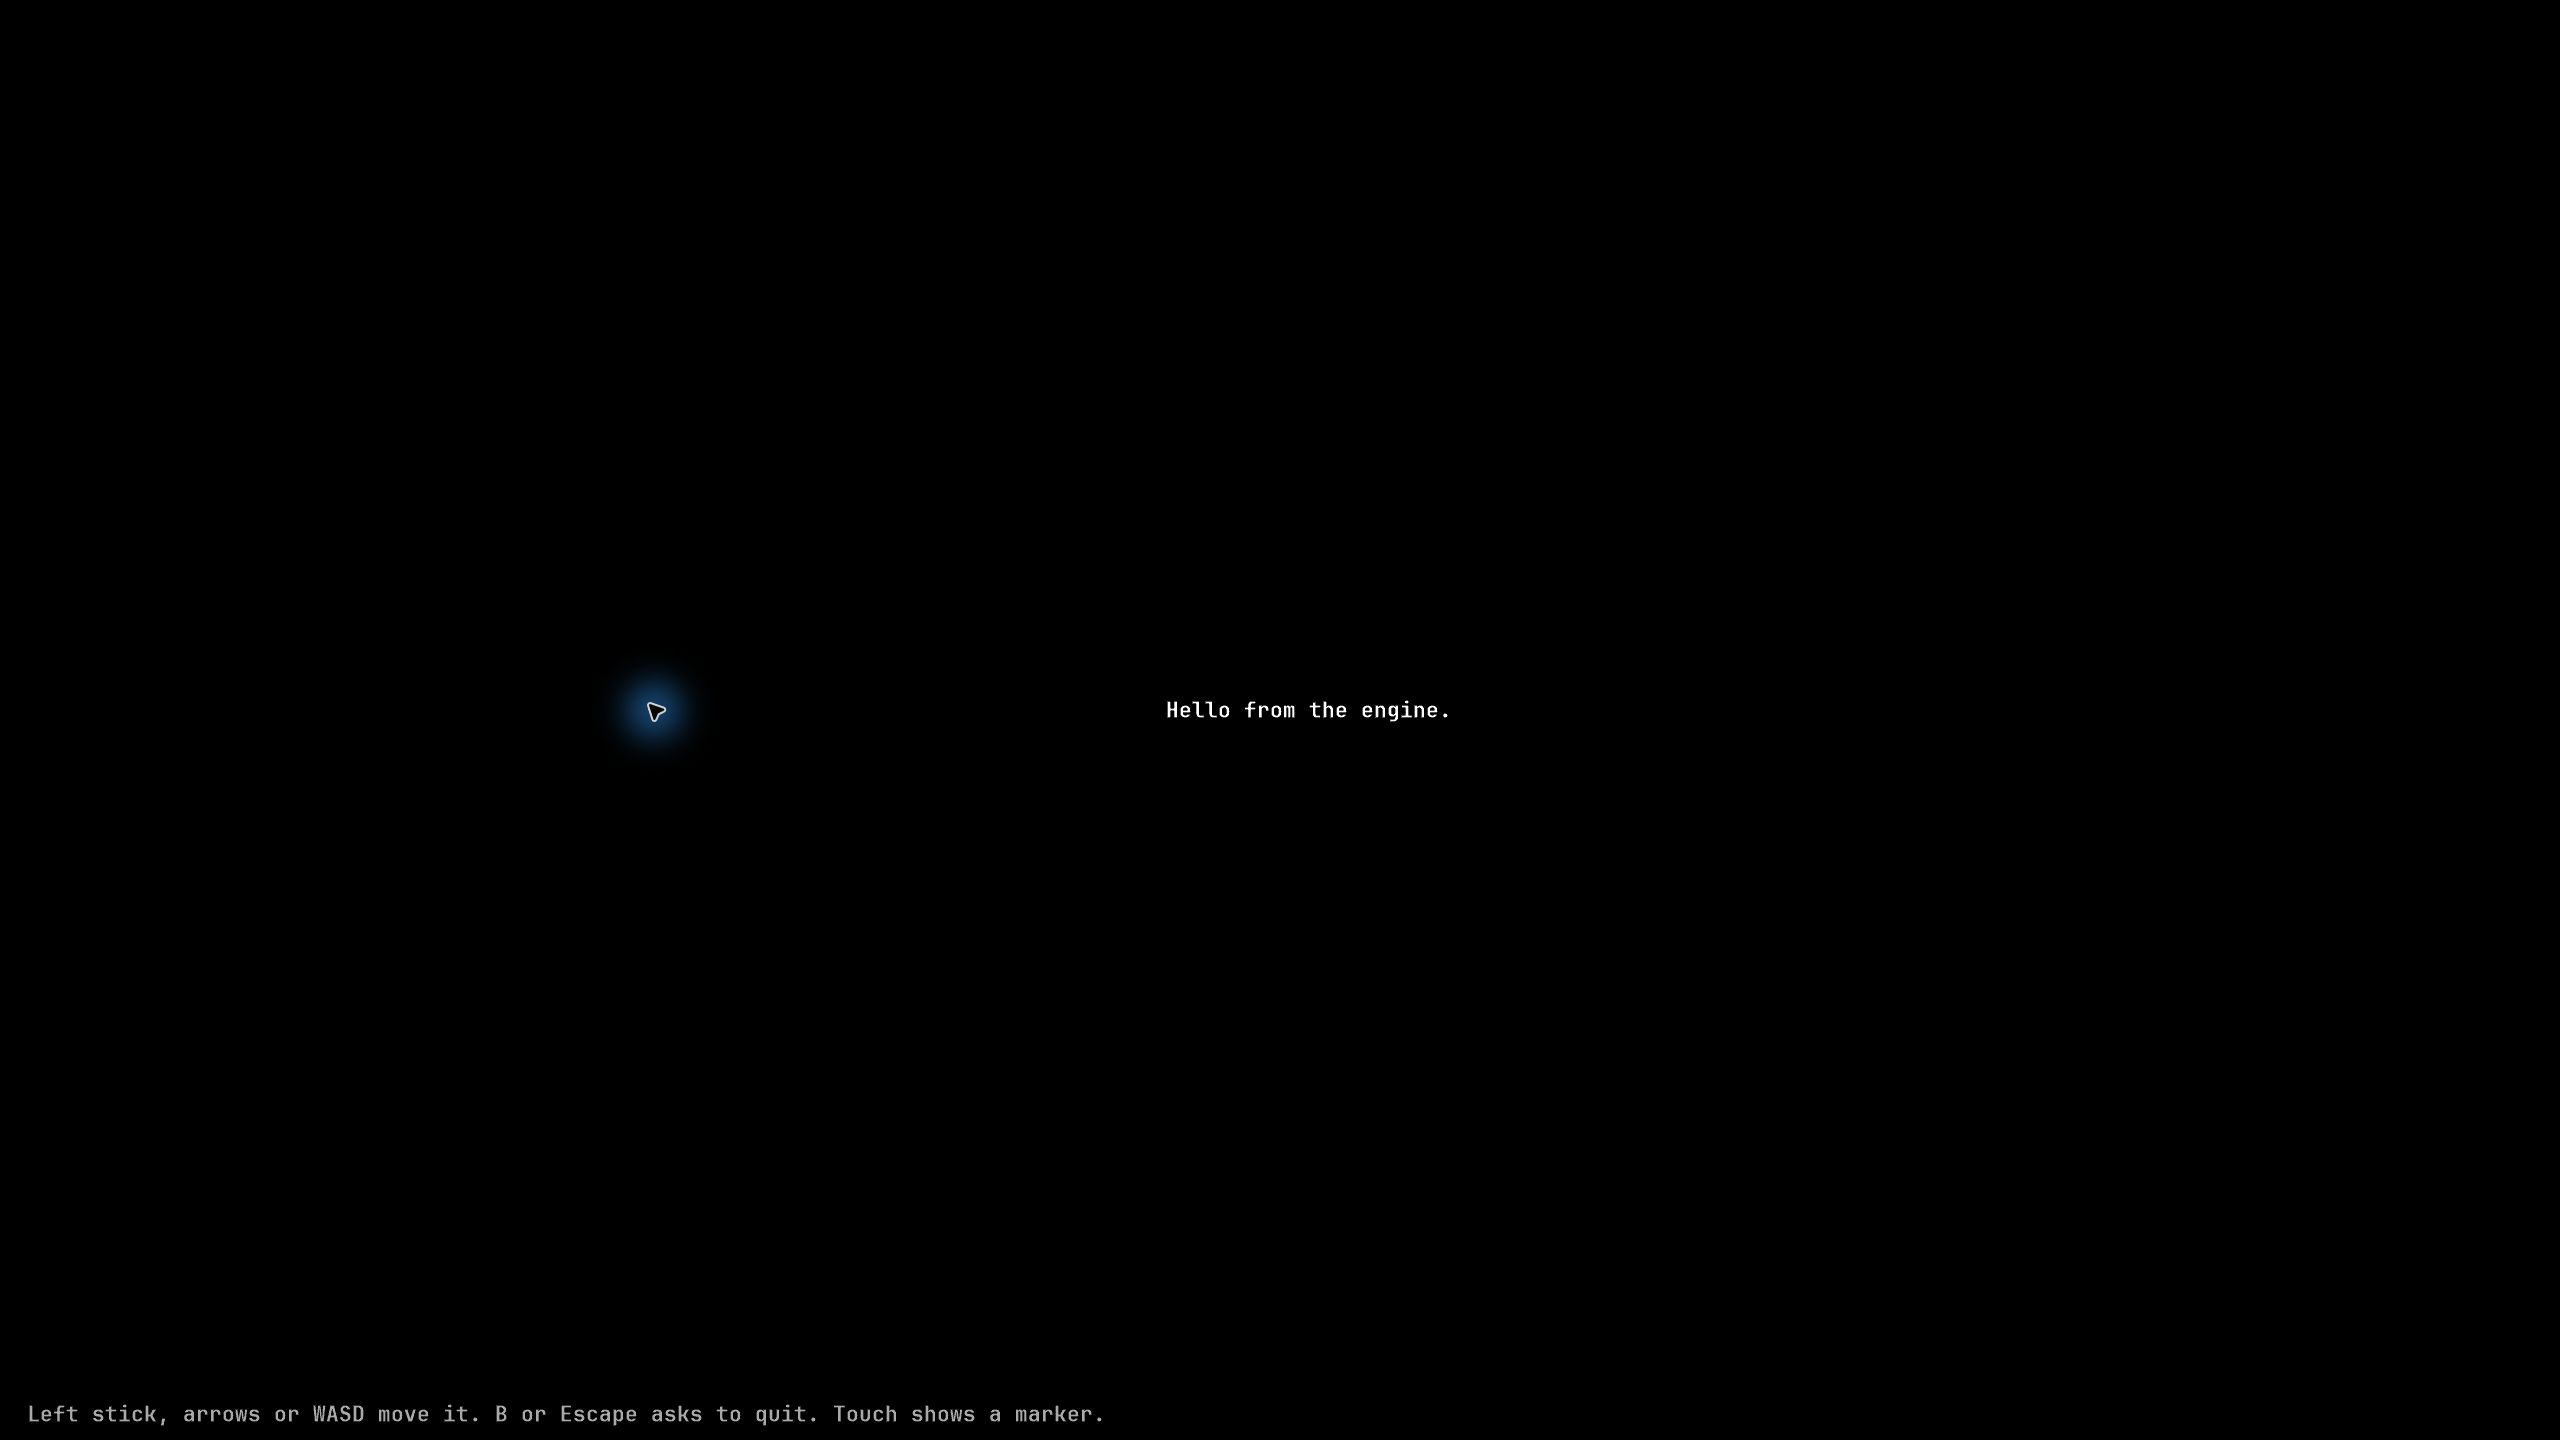 Hello from the engine.
Left stick, arrows or WASD move it. B or Escape asks to quit. Touch shows a marker.